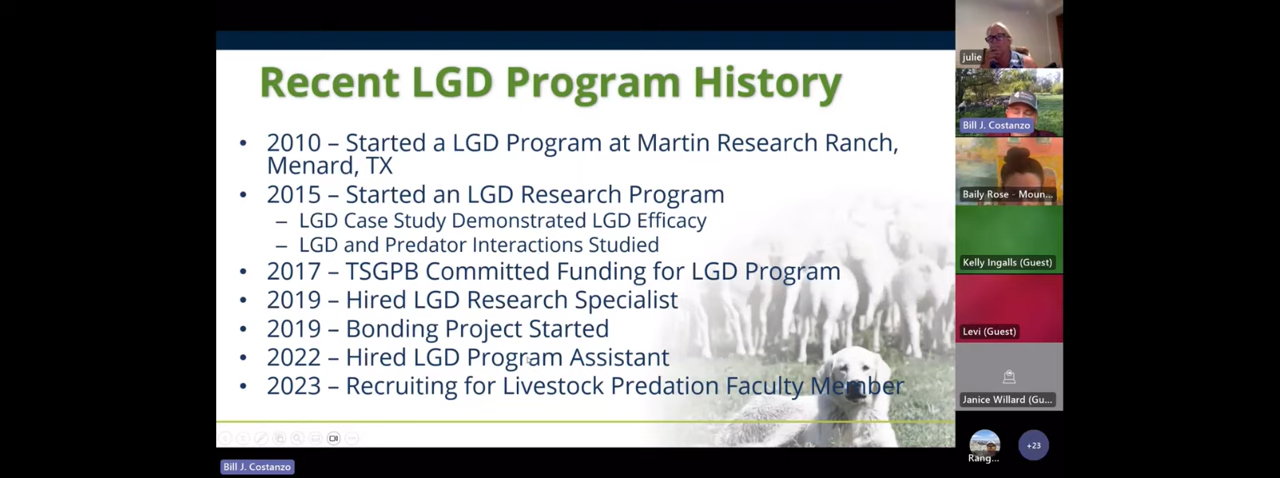 Recent LGD Program History
• 2010 – Started a LGD Program at Martin Research Ranch,
Menard, TX
• 2015 – Started an LGD Research Program
– LGD Case Study Demonstrated LGD Efficacy
– LGD and Predator Interactions Studied
• 2017 – TSGPB Committed Funding for LGD Program
• 2019 – Hired LGD Research Specialist
• 2019 – Bonding Project Started
• 2022 – Hired LGD Program Assistant
• 2023 – Recruiting for Livestock Predation Faculty Member
Bill J. Costanzo
julie
Bill J. Costanzo
Baily Rose - Moun...
Kelly Ingalls (Guest)
Levi (Guest)
Janice Willard (Gu...
Rang...
+23